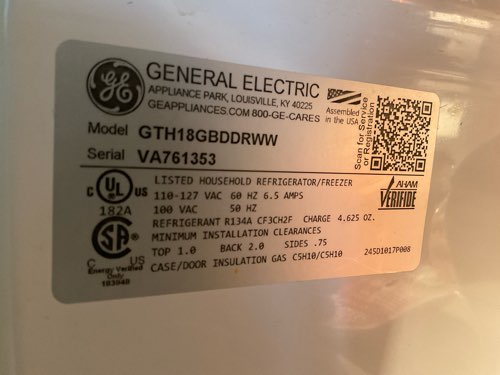 GENERAL ELECTRIC
APPLIANCE PARK, LOUISVILLE, KY 40225
GEAPPLIANCES.COM 800-GE-CARES
Assembled
in the USA
Scan for Service
or Registration
Model GTH18GBDDRWW
Serial VA761353
C UL US
182A
LISTED HOUSEHOLD REFRIGERATOR/FREEZER
110-127 VAC 60 HZ 6.5 AMPS
100 VAC 50 HZ
REFRIGERANT R134A CF3CH2F CHARGE 4.625 OZ.
MINIMUM INSTALLATION CLEARANCES
TOP 1.0 BACK 2.0 SIDES .75
CASE/DOOR INSULATION GAS C5H10/C5H10
AHAM
VERIFIDE
245D1017P008
SA
C US
Energy Verified
Only
193948